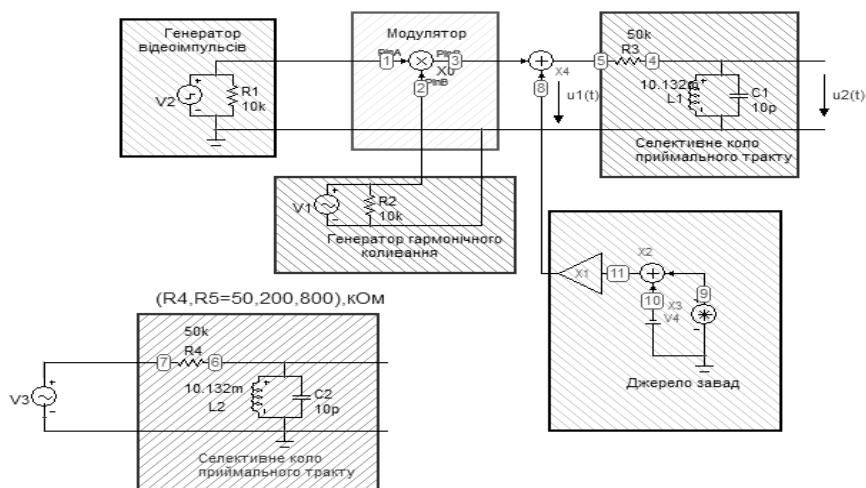 Генератор
відеоімпульсів
V2
R1
10k
Модулятор
PinA
1
3
X0
2
PinB
X4
8
u1(t)
50k
5
R3
4
10.132m
L1
C1
10p
u2(t)
Селективне коло
приймального тракту
V1
R2
10k
Генератор гармонічного
коливання
X1
11
X2
10
X3
V4
9
Джерело завад
(R4,R5=50,200,800),кОм
50k
7
R4
6
V3
10.132m
L2
C2
10p
Селективне коло
приймального тракту